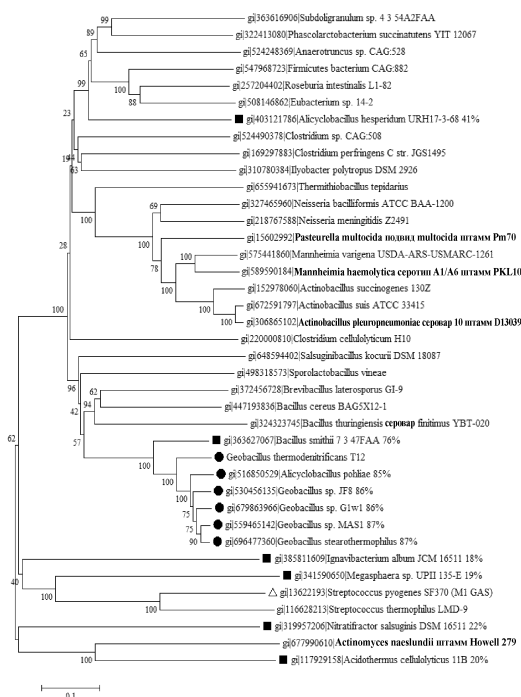 99
gi|363616906|Subdoligranulum sp. 4 3 54A2FAA
89
gi|322413080|Phascolarctobacterium succinatutens YIT 12067
65
gi|524248369|Anaerotruncus sp. CAG:528
gi|547968723|Firmicutes bacterium CAG:882
99
100
gi|257204402|Roseburia intestinalis L1-82
88
gi|508146862|Eubacterium sp. 14-2
23
gi|403121786|Alicyclobacillus hesperidum URH17-3-68 41%
gi|524490378|Clostridium sp. CAG:508
19
gi|169297883|Clostridium perfringens C str. JGS1495
63
gi|310780384|Ilyobacter polytropus DSM 2926
gi|655941673|Thermithiobacillus tepidarius
69
gi|327465960|Neisseria bacilliformis ATCC BAA-1200
100
gi|218767588|Neisseria meningitidis Z2491
100
gi|15602992|Pasteurella multocida подвид multocida штамм Pm70
28
78
gi|575441860|Mannheimia varigena USDA-ARS-USMARC-1261
100
gi|589590184|Mannheimia haemolytica серотип A1/A6 штамм PKL10
100
gi|152978060|Actinobacillus succinogenes 130Z
100
gi|672591797|Actinobacillus suis ATCC 33415
100
gi|306865102|Actinobacillus pleuropneumoniae серовар 10 штамм D13039
100
gi|220000810|Clostridium cellulolyticum H10
gi|648594402|Salsuginibacillus kocurii DSM 18087
96
gi|498318573|Sporolactobacillus vineae
62
gi|372456728|Brevibacillus laterosporus GI-9
94
42
gi|447193836|Bacillus cereus BAG5X12-1
gi|324323745|Bacillus thuringiensis серовар finitimus YBT-020
62
57
gi|363627067|Bacillus smithii 7 3 47FAA 76%
100
Geobacillus thermodenitrificans T12
100
gi|516850529|Alicyclobacillus pohliae 85%
100
gi|530456135|Geobacillus sp. JF8 86%
75
gi|679863966|Geobacillus sp. G1w1 86%
75
gi|559465142|Geobacillus sp. MAS1 87%
90
gi|696477360|Geobacillus stearothermophilus 87%
gi|385811609|Ignavibacterium album JCM 16511 18%
40
gi|341590650|Megasphaera sp. UPII 135-E 19%
100
gi|13622193|Streptococcus pyogenes SF370 (M1 GAS)
100
gi|116628213|Streptococcus thermophilus LMD-9
gi|319957206|Nitratifractor salsuginis DSM 16511 22%
gi|677990610|Actinomyces naeslundii штамм Howell 279
100
gi|117929158|Acidothermus cellulolyticus 11B 20%
0.1